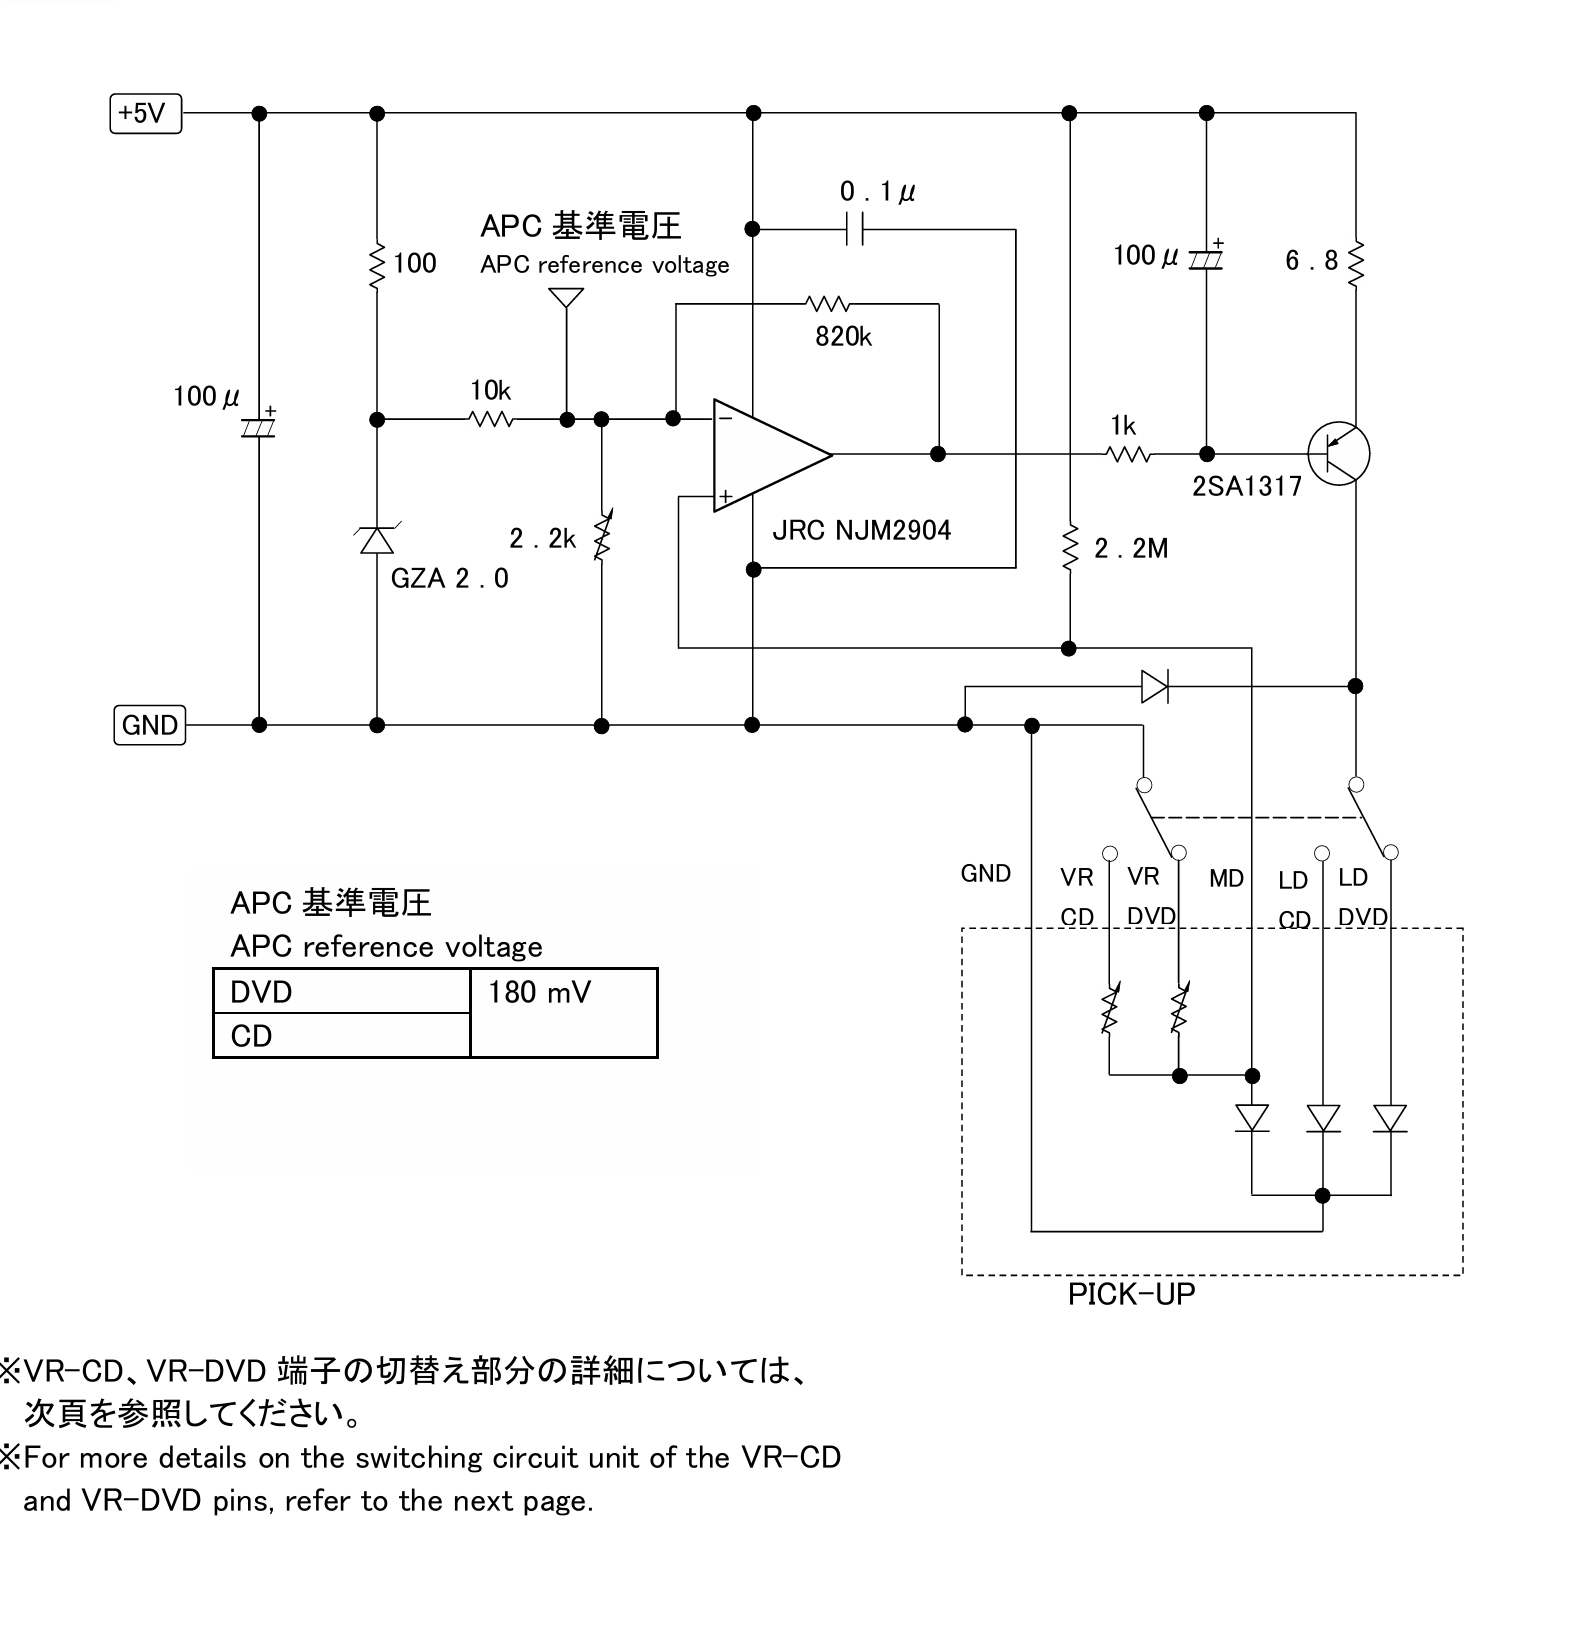 +5V
0.1μ
APC 基準電圧
APC reference voltage
100
100μ
6.8
820k
10k
100μ
1k
2SA1317
JRC NJM2904
2.2k
2.2M
GZA 2.0
GND
GND
VR
CD
VR
DVD
MD
LD
CD
LD
DVD
APC 基準電圧
APC reference voltage
DVD 180 mV
CD
PICK-UP
※VR-CD、VR-DVD 端子の切替え部分の詳細については、
次頁を参照してください。
※For more details on the switching circuit unit of the VR-CD
and VR-DVD pins, refer to the next page.